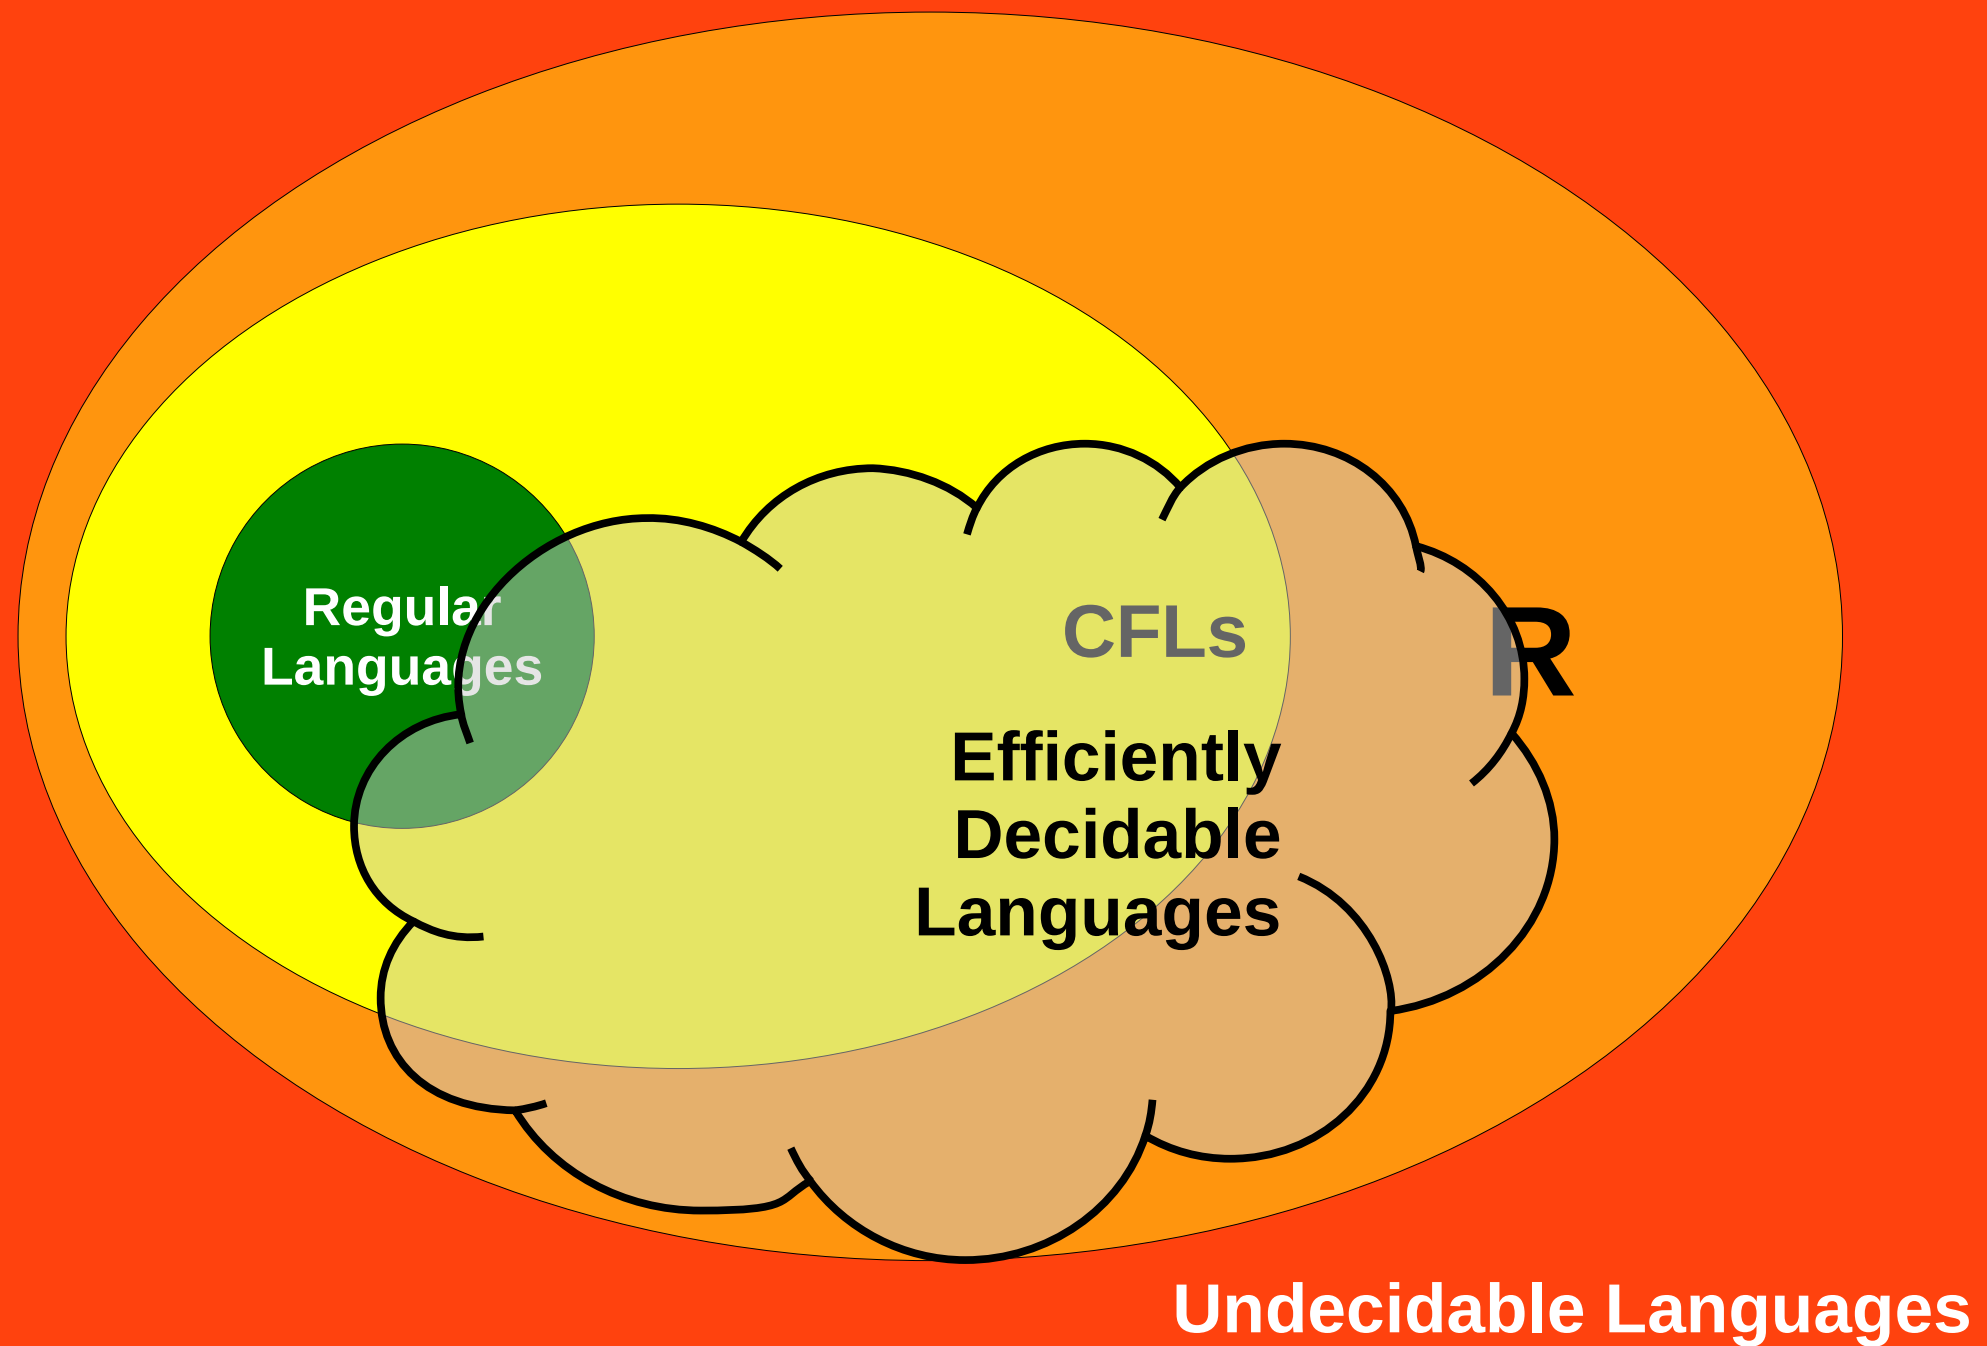 Regular
Languages
CFLs
R
Efficiently
Decidable
Languages
Undecidable Languages